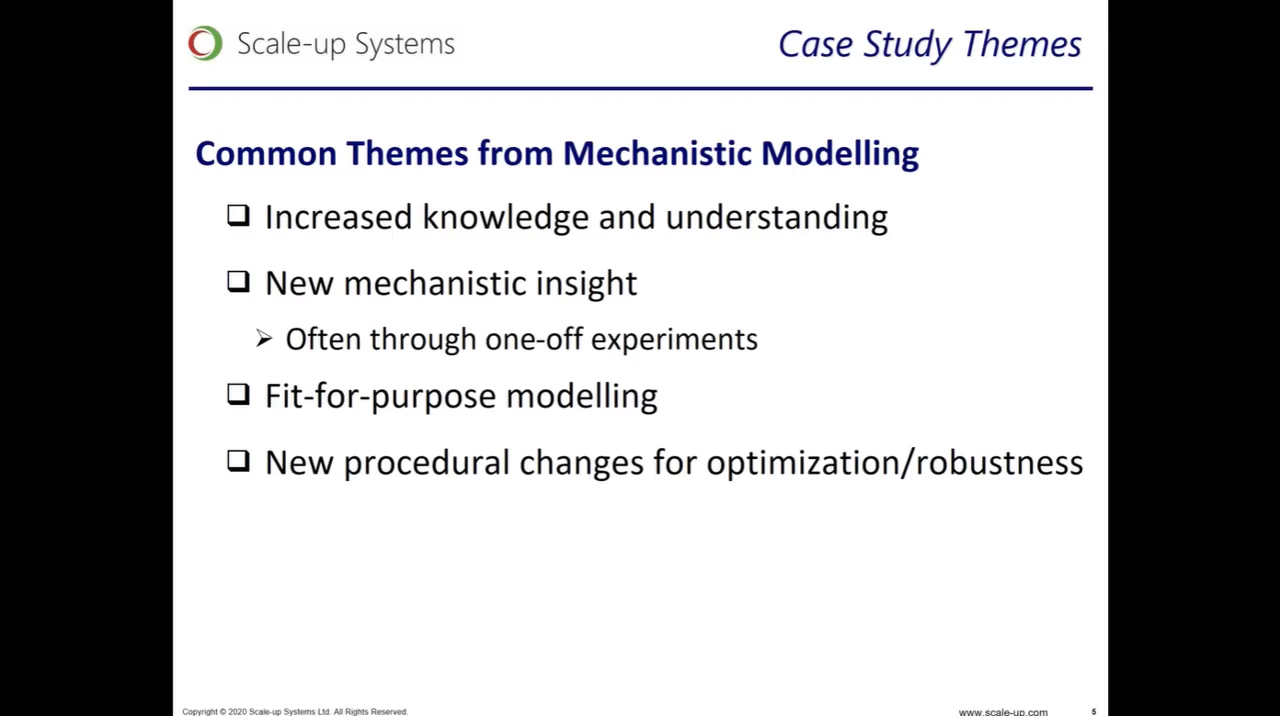 Scale-up Systems
Case Study Themes
Common Themes from Mechanistic Modelling
Increased knowledge and understanding
New mechanistic insight
Often through one-off experiments
Fit-for-purpose modelling
New procedural changes for optimization/robustness
Copyright © 2020 Scale-up Systems Ltd. All Rights Reserved.
www.scale-up.com
5